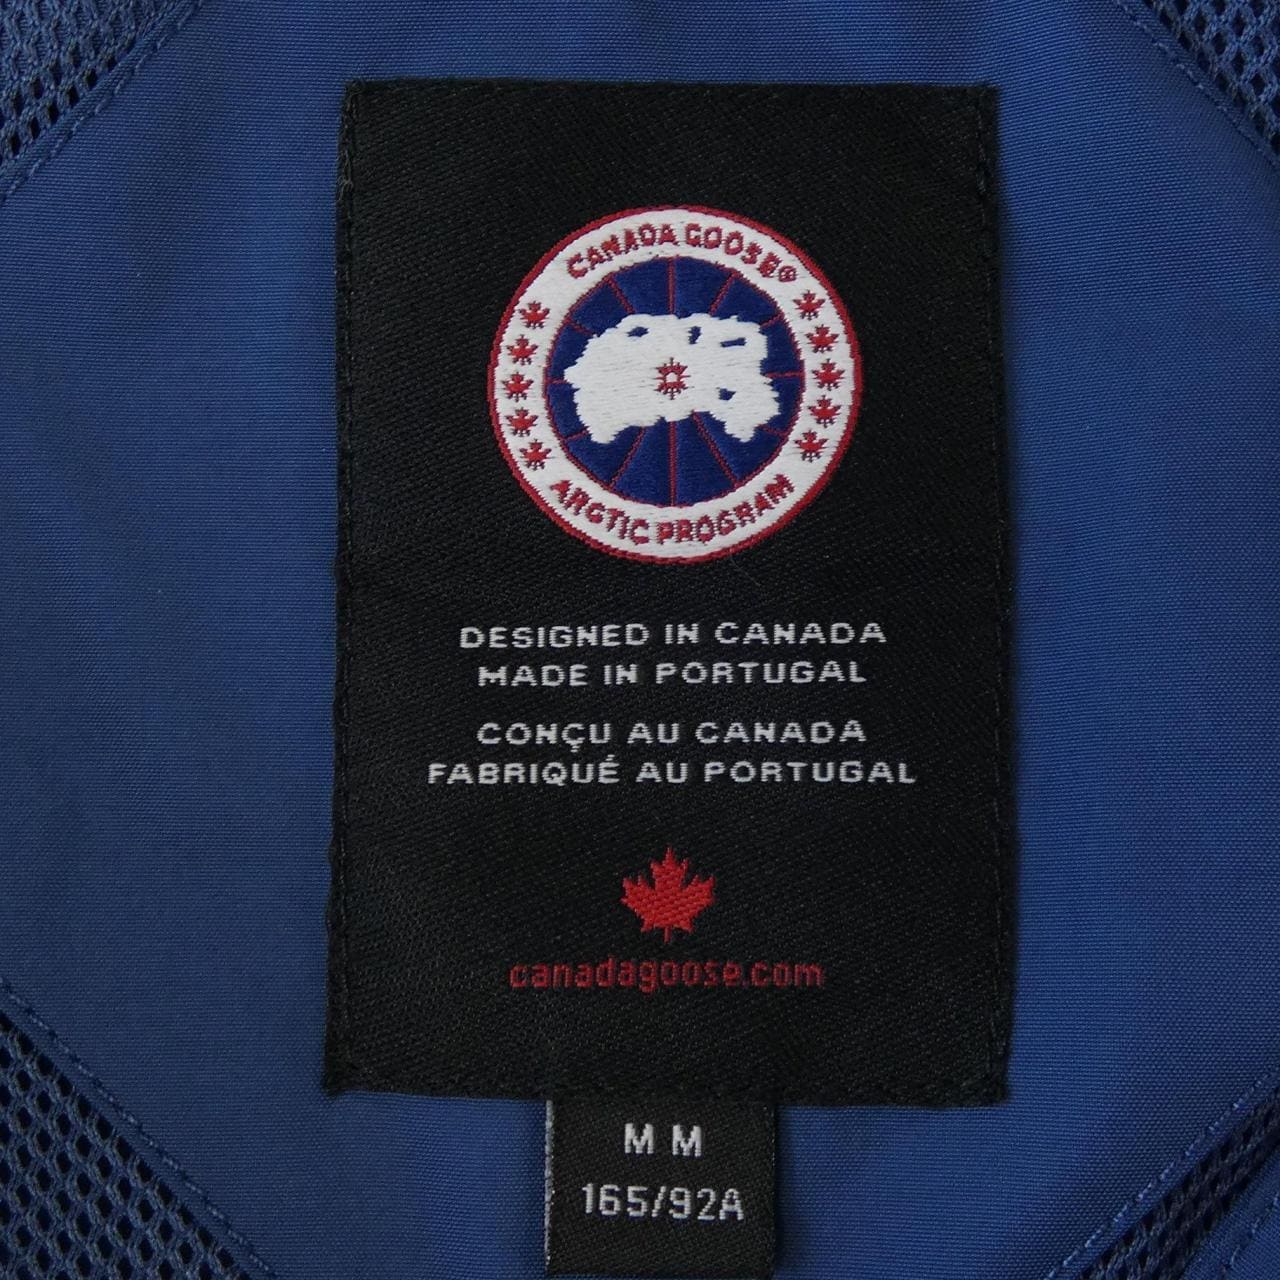 CANADA GOOSE®
ARCTIC PROGRAM
DESIGNED IN CANADA
MADE IN PORTUGAL
CONÇU AU CANADA
FABRIQUÉ AU PORTUGAL
canadagoose.com
M M
165/92A